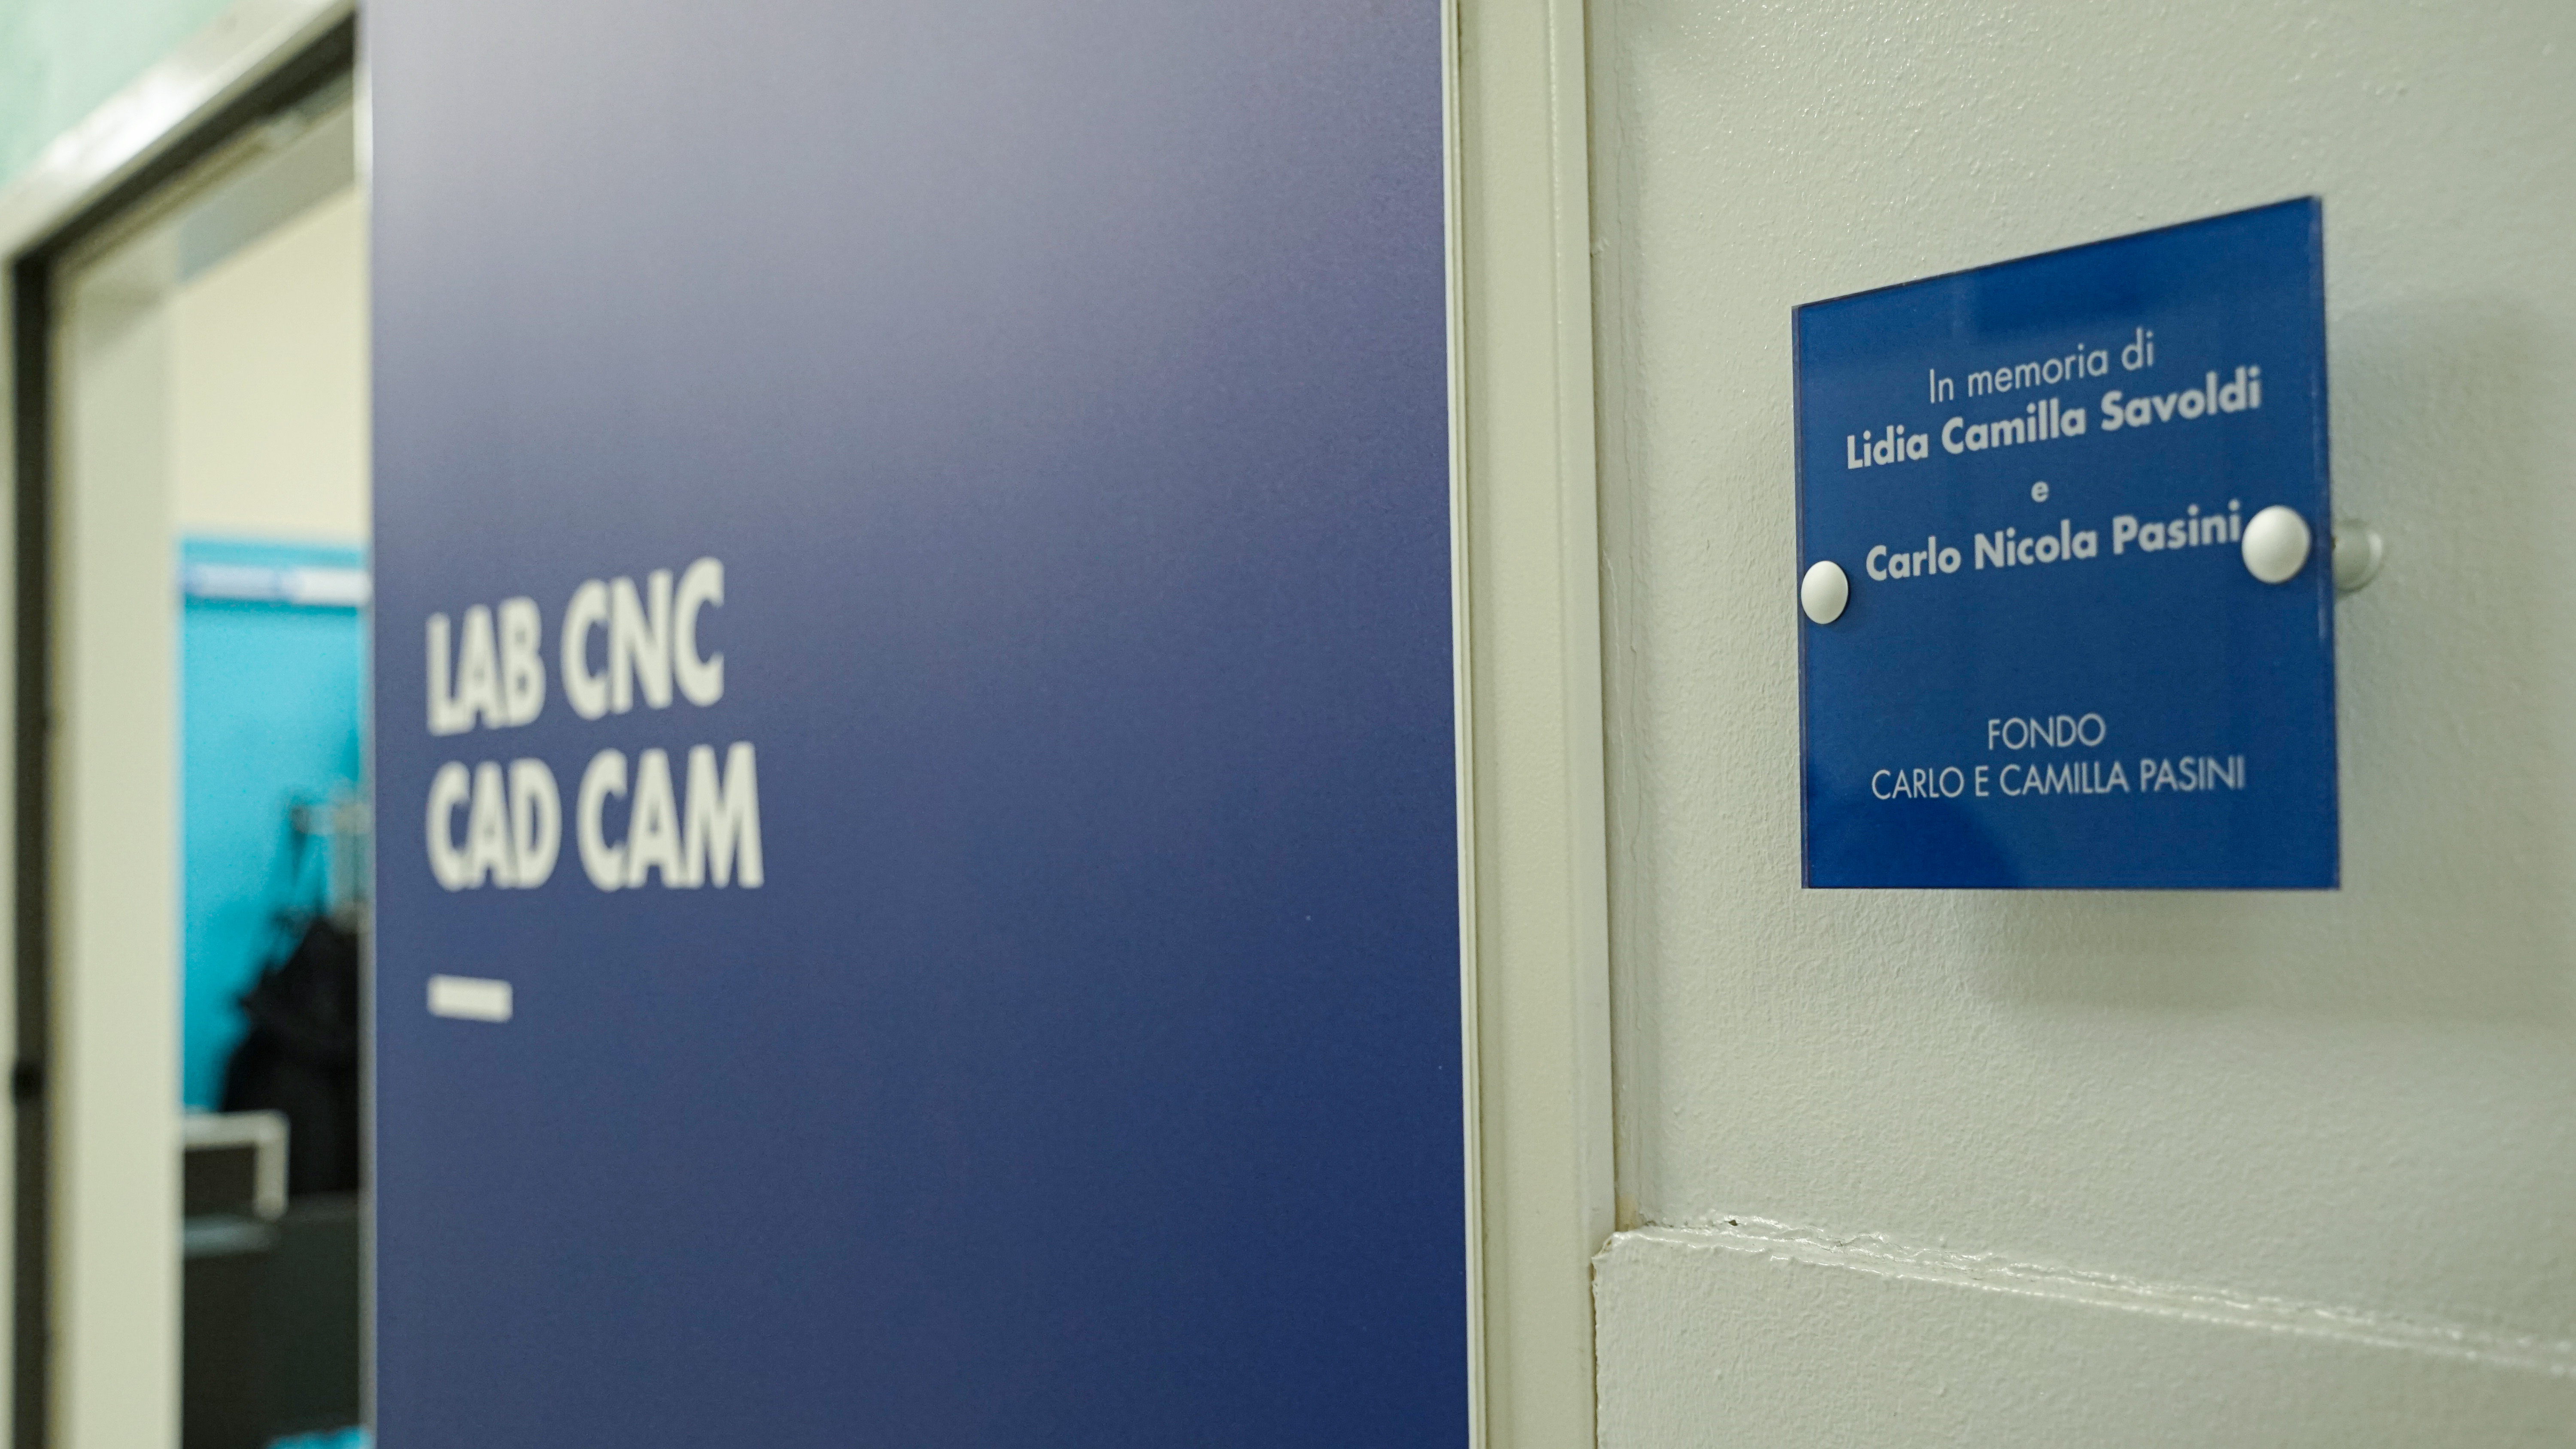 LAB CNC
CAD CAM
In memoria di
Lidia Camilla Savoldi
e
Carlo Nicola Pasini
FONDO
CARLO E CAMILLA PASINI